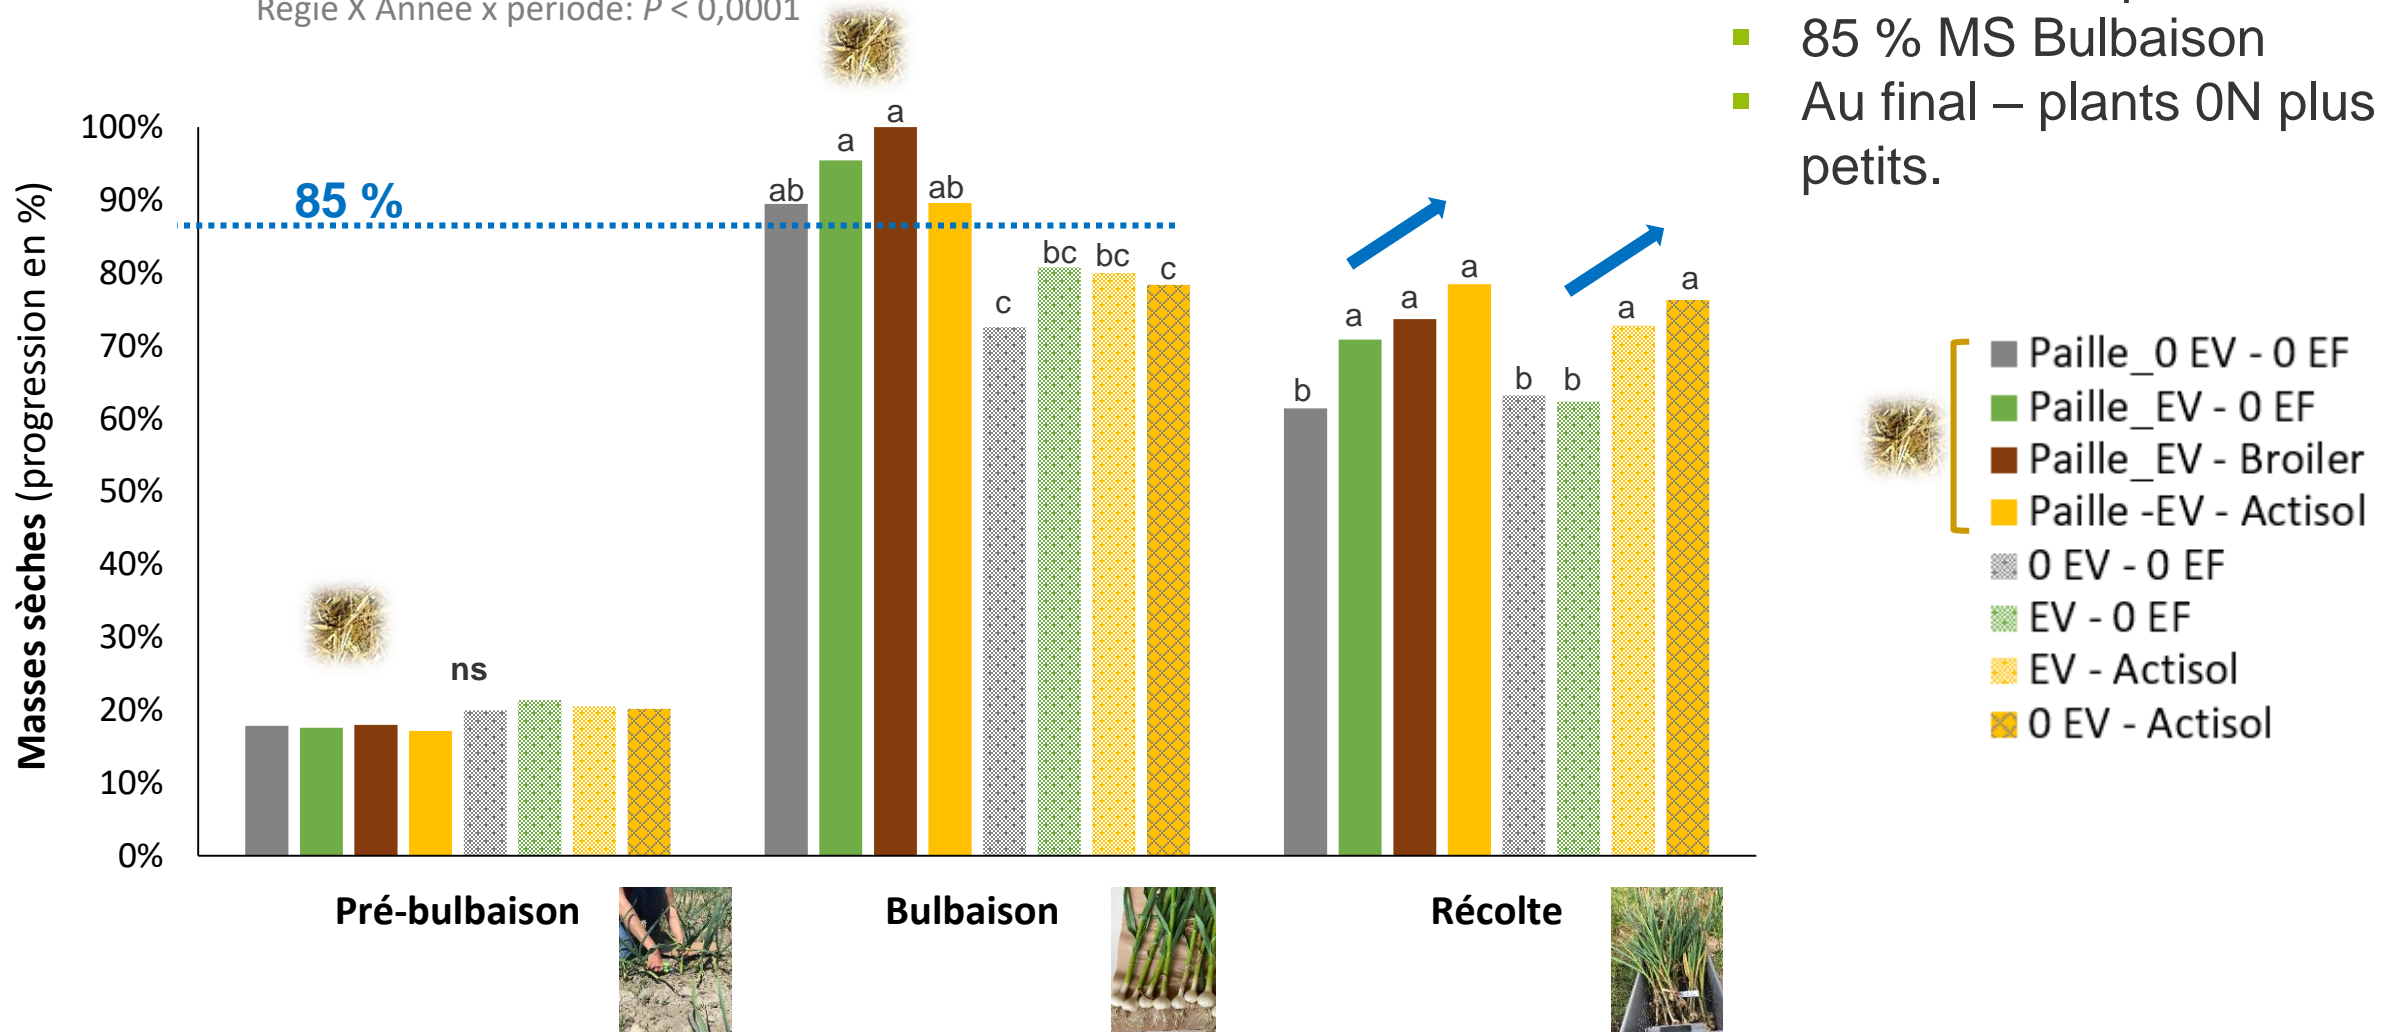 Régie X Année x période: P < 0,0001
85 % MS Bulbaison
Au final – plants 0N plus
petits.
Masses sèches (progression en %)
100%
90%
80%
70%
60%
50%
40%
30%
20%
10%
0%
85 %
ns
ab
a
a
ab
c
bc
bc
c
b
a
a
a
b
b
a
a
Pré-bulbaison
Bulbaison
Récolte
Paille_0 EV - 0 EF
Paille_EV - 0 EF
Paille_EV - Broiler
Paille -EV - Actisol
0 EV - 0 EF
EV - 0 EF
EV - Actisol
0 EV - Actisol